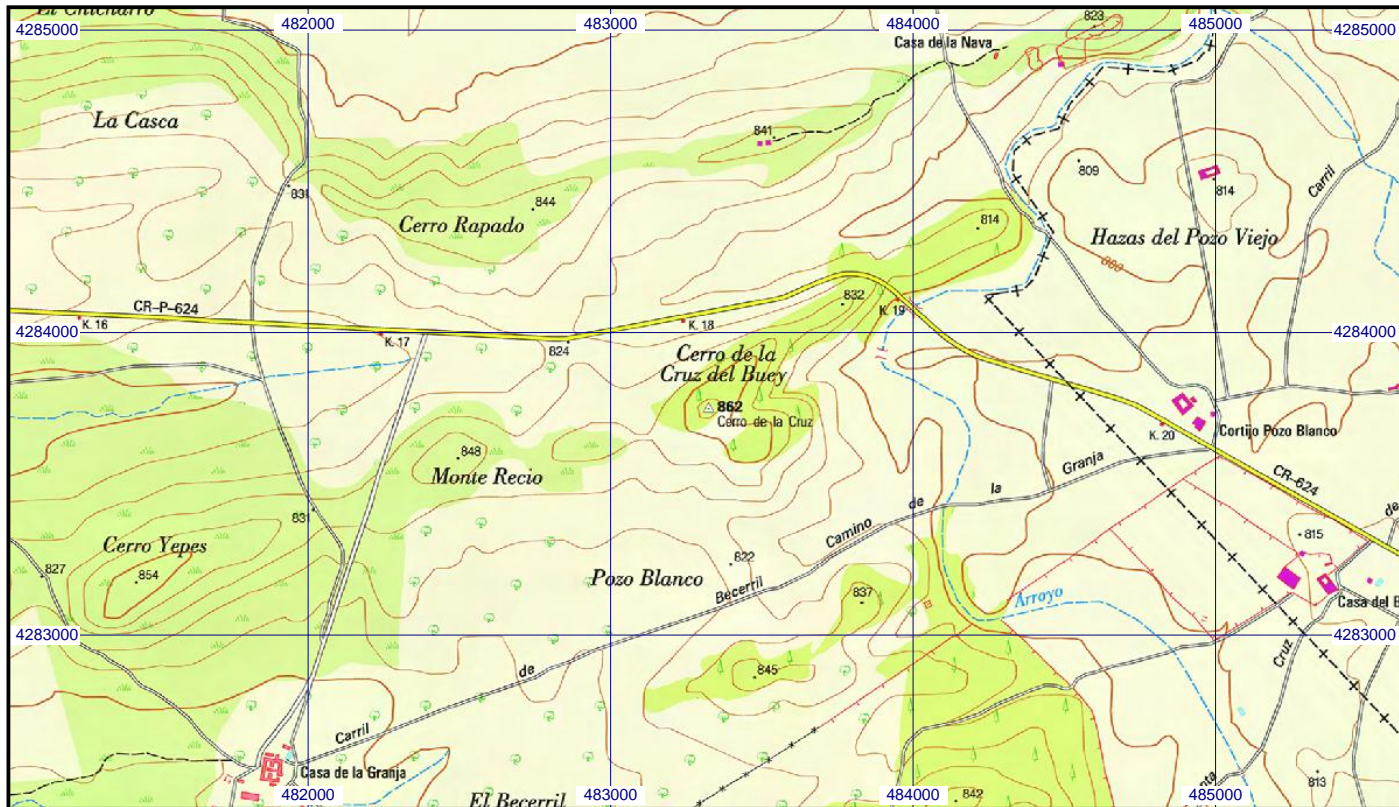 El Chicharro
482000
483000
484000
485000
823
4285000
4285000
Casa de la Nava
La Casca
841
809
814
Carril
844
Cerro Rapado
814
Hazas del Pozo Viejo
800
CR-P-624
832
K. 19
K. 16
K. 18
4284000
4284000
K. 17
824
Cerro de la
Cruz del Buey
862
Cerro de la Cruz
K. 20
Cortijo Pozo Blanco
848
Monte Recio
Granja
la
de
Camino
CR-624
de
831
815
Cerro Yepes
822
827
854
Pozo Blanco
Becerril
837
Arroyo
Casa del B
4283000
4283000
Cruz
de
845
Carril
Casa de la Granja
813
El Becerril
842
482000
483000
484000
485000